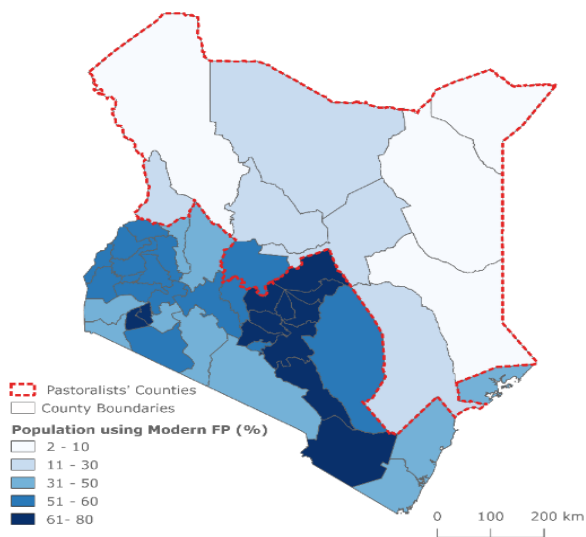 Pastoralists' Counties
County Boundaries
Population using Modern FP (%)
2 - 10
11 - 30
31 - 50
51 - 60
61- 80
0 100 200 km